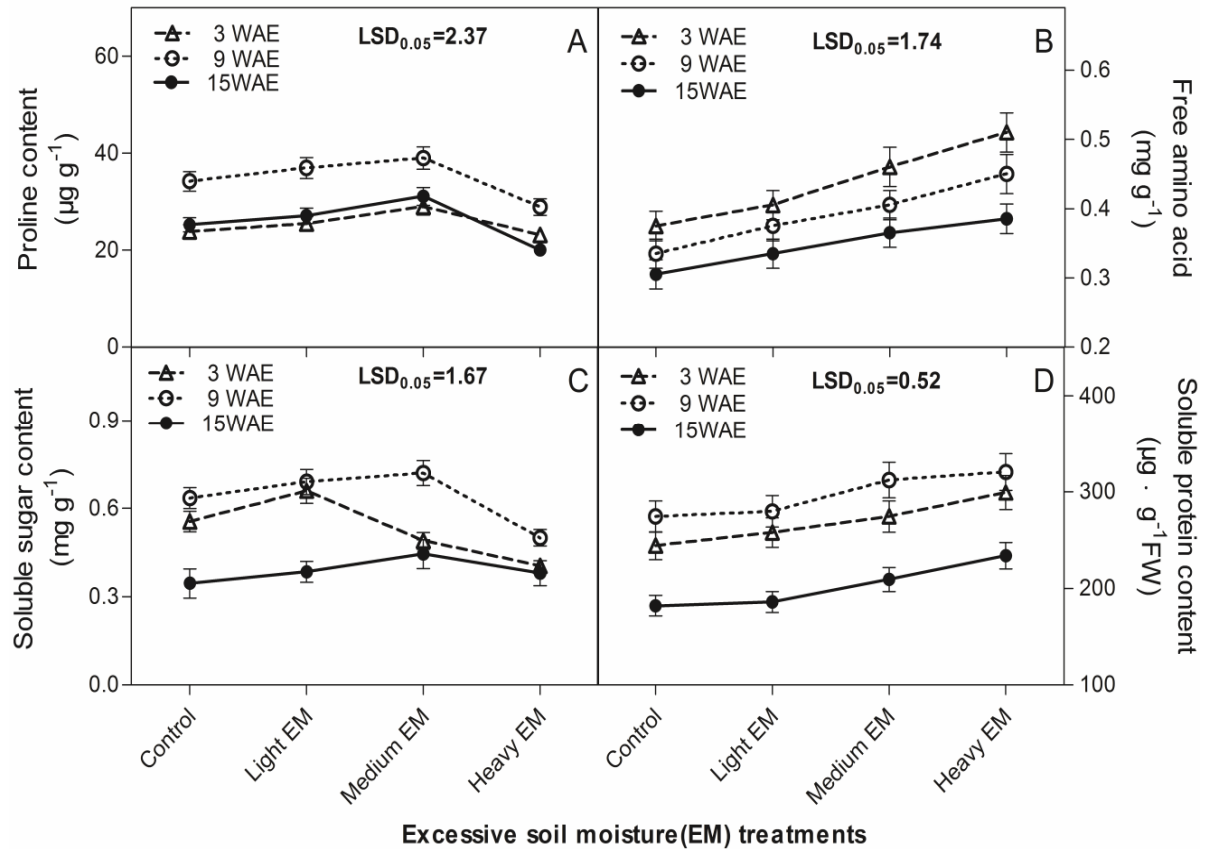 A
LSD0.05=2.37
3 WAE
9 WAE
15WAE
Proline content
(µg g-1)
60
40
20
0
B
LSD0.05=1.74
3 WAE
9 WAE
15WAE
Free amino acid
(mg g-1)
0.6
0.5
0.4
0.3
0.2
C
LSD0.05=1.67
3 WAE
9 WAE
15WAE
Soluble sugar content
(mg g-1)
0.9
0.6
0.3
0.0
D
LSD0.05=0.52
3 WAE
9 WAE
15WAE
Soluble protein content
(µg · g-1FW)
400
300
200
100
Control
Light EM
Medium EM
Heavy EM
Control
Light EM
Medium EM
Heavy EM
Excessive soil moisture(EM) treatments